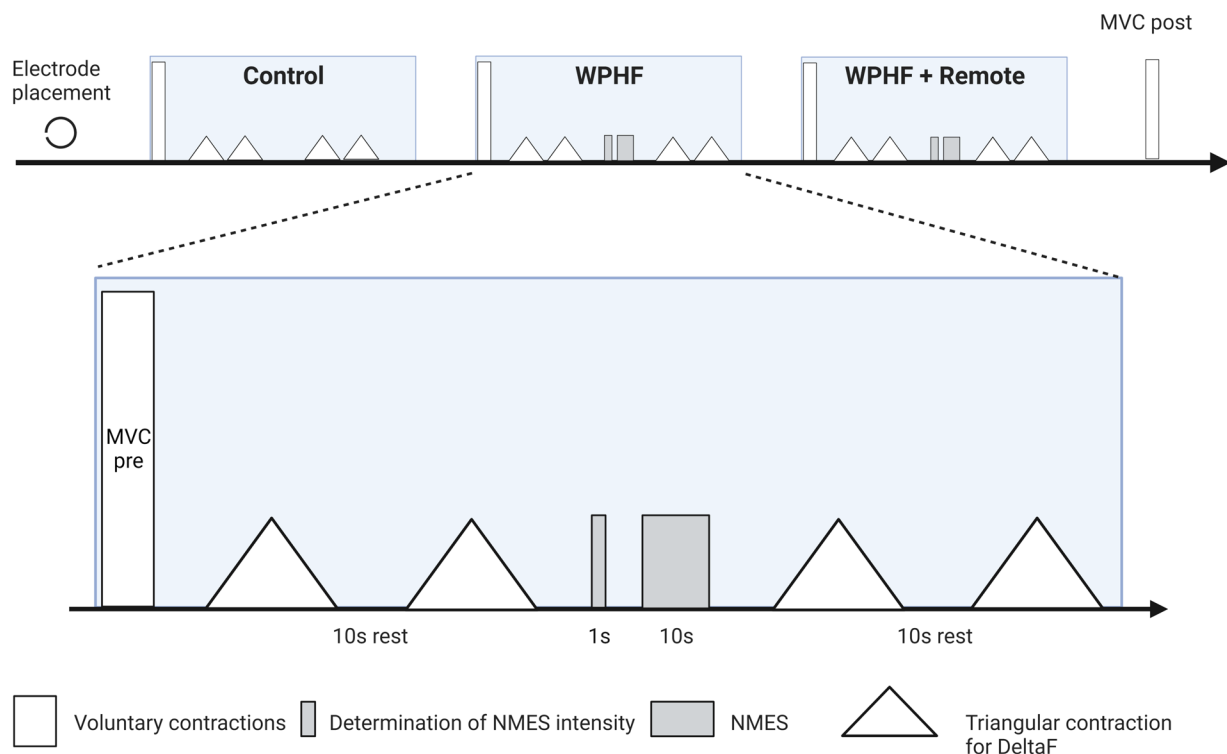 MVC post
Electrode
placement
Control
WPHF
WPHF + Remote
MVC
pre
10s rest
1s
10s
10s rest
Voluntary contractions
Determination of NMES intensity
NMES
Triangular contraction
for DeltaF